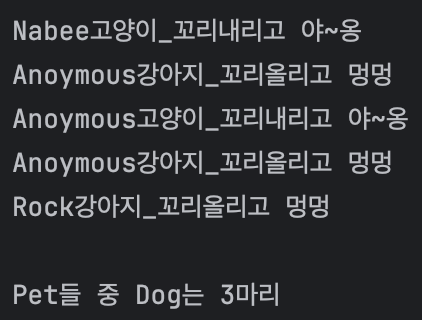 Nabee고양이_꼬리내리고 야~옹
Anoymous강아지_꼬리올리고 멍멍
Anoymous고양이_꼬리내리고 야~옹
Anoymous강아지_꼬리올리고 멍멍
Rock강아지_꼬리올리고 멍멍
Pet들 중 Dog는 3마리